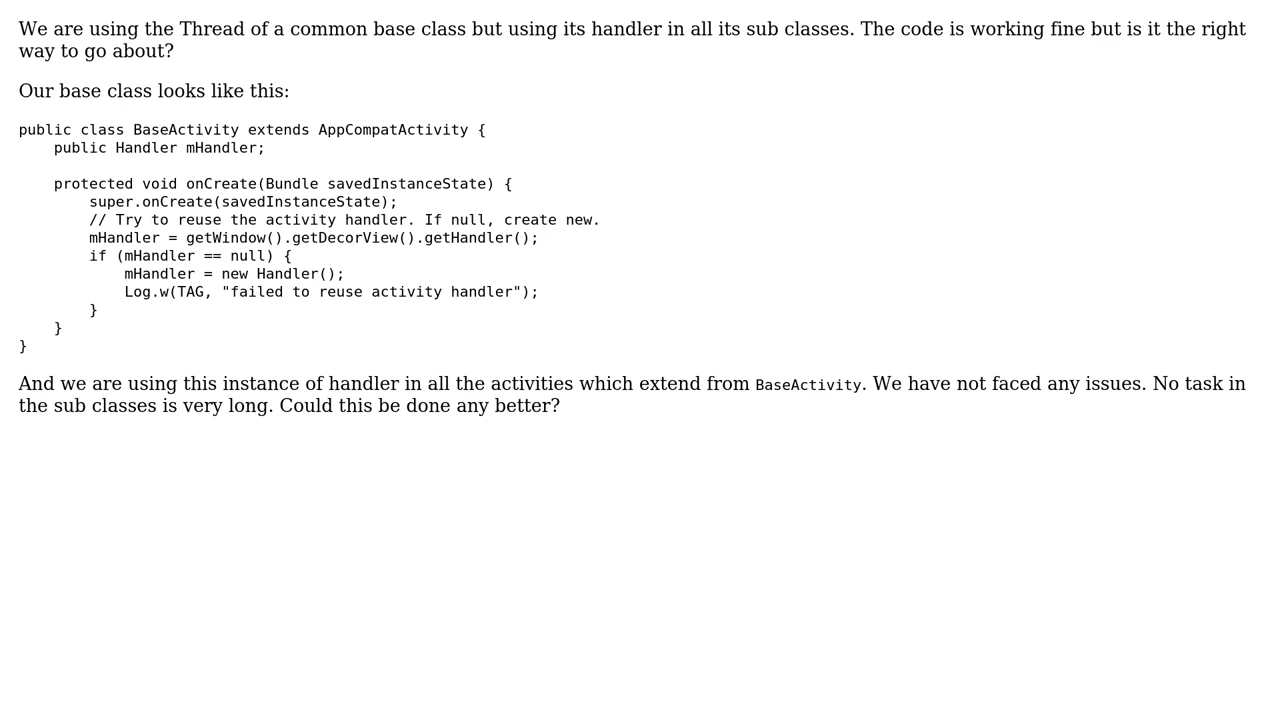 We are using the Thread of a common base class but using its handler in all its sub classes. The code is working fine but is it the right
way to go about?
Our base class looks like this:
public class BaseActivity extends AppCompatActivity {
    public Handler mHandler;

    protected void onCreate(Bundle savedInstanceState) {
        super.onCreate(savedInstanceState);
        // Try to reuse the activity handler. If null, create new.
        mHandler = getWindow().getDecorView().getHandler();
        if (mHandler == null) {
            mHandler = new Handler();
            Log.w(TAG, "failed to reuse activity handler");
        }
    }
}
And we are using this instance of handler in all the activities which extend from BaseActivity. We have not faced any issues. No task in
the sub classes is very long. Could this be done any better?